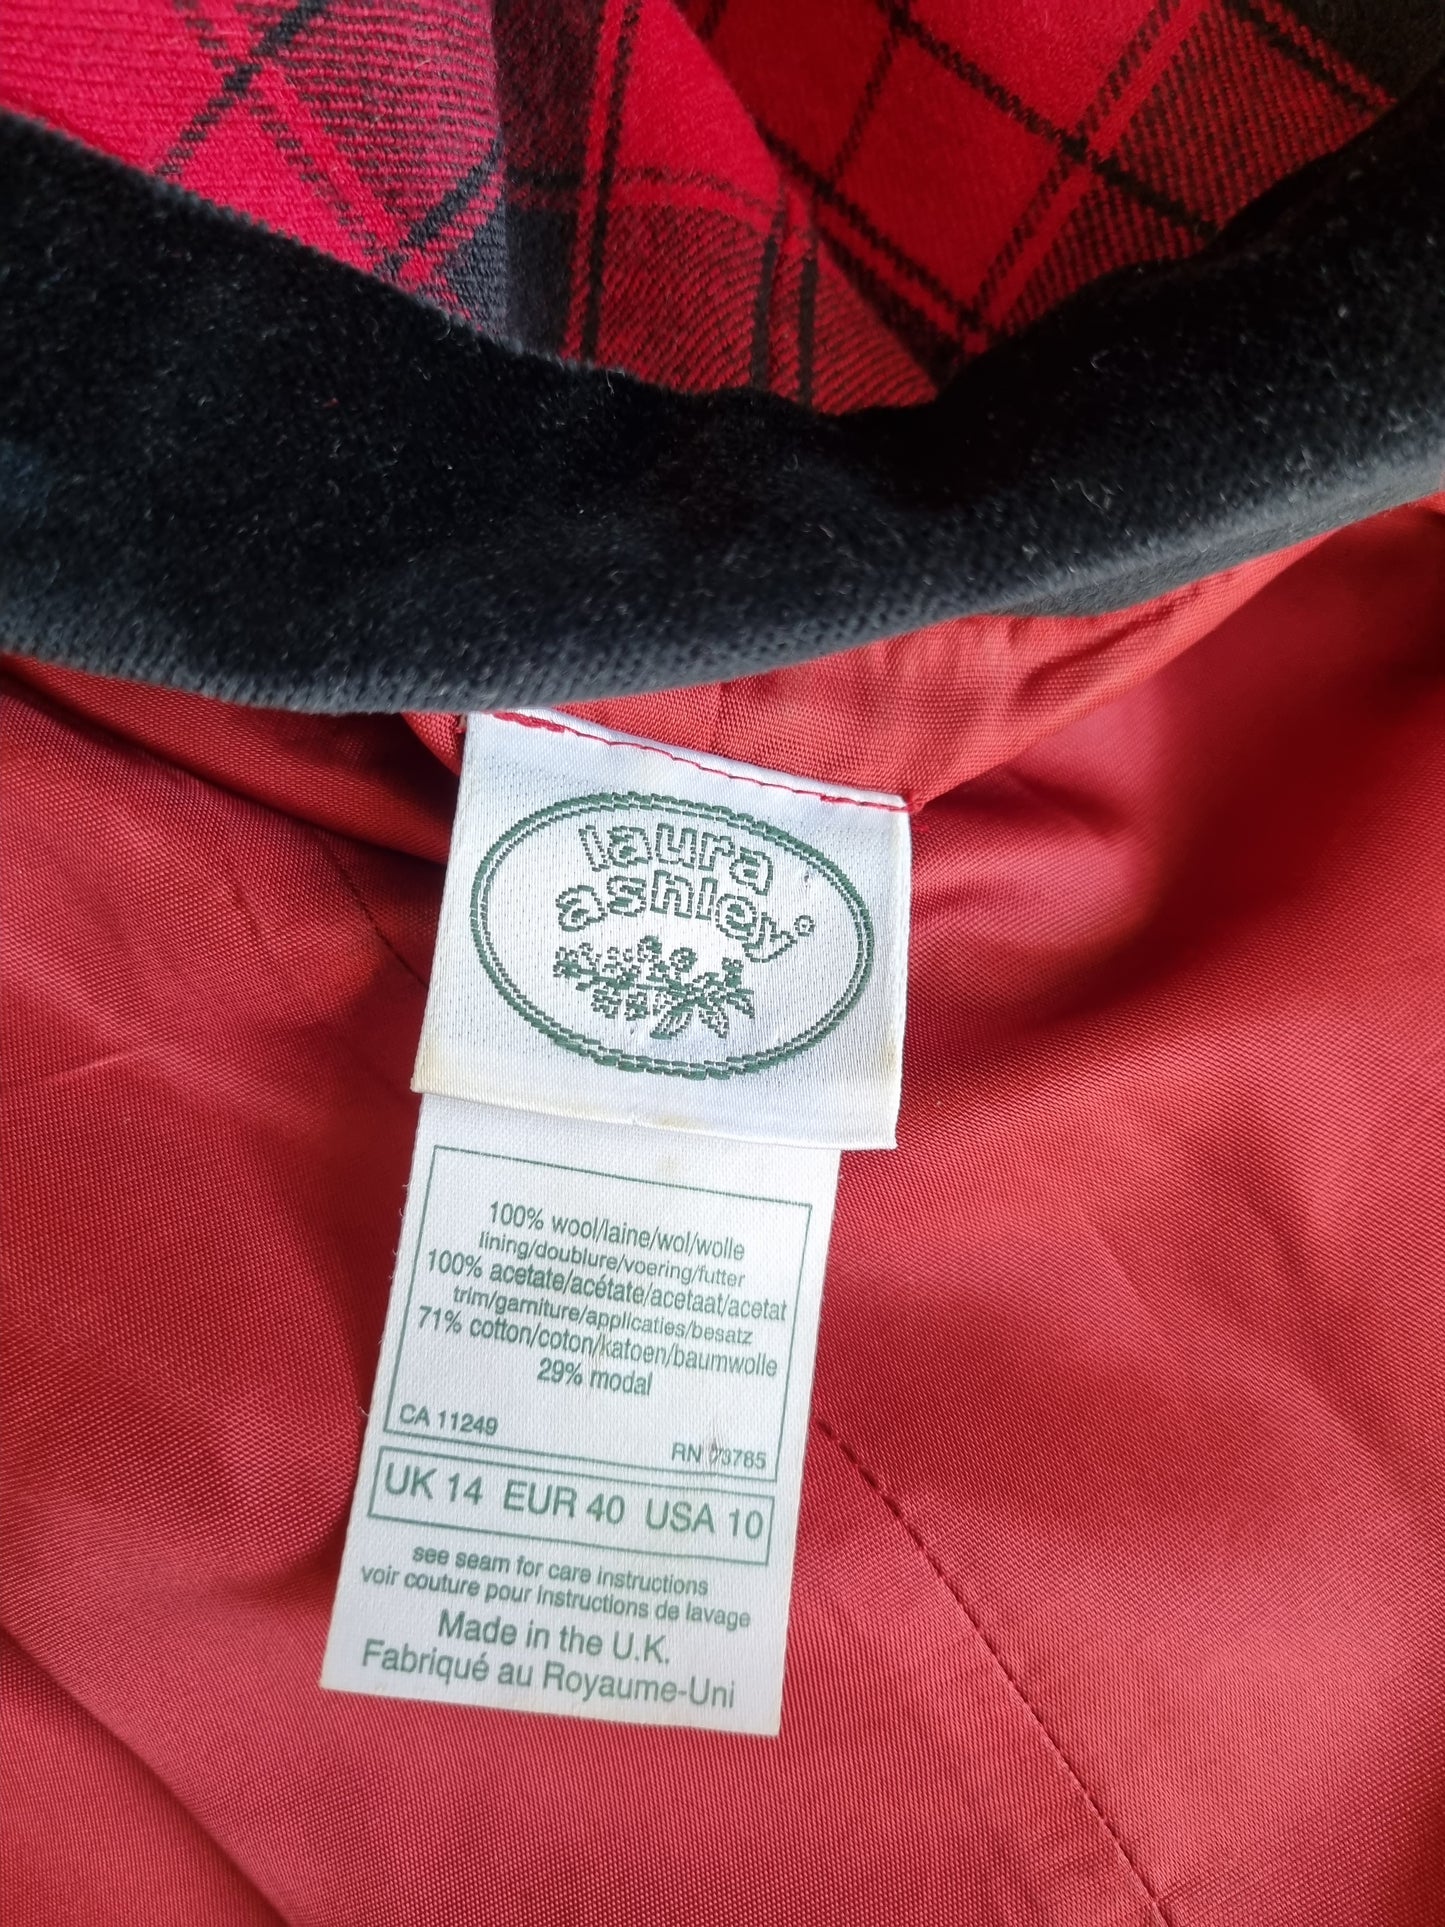 laura
ashley®
100% wool/laine/wol/wolle
lining/doublure/voering/futter
100% acetate/acétate/acetaat/acetat
trim/garniture/applicaties/besatz
71% cotton/coton/katoen/baumwolle
29% modal
CA 11249
RN 73785
UK 14 EUR 40 USA 10
see seam for care instructions
voir couture pour instructions de lavage
Made in the U.K.
Fabriqué au Royaume-Uni